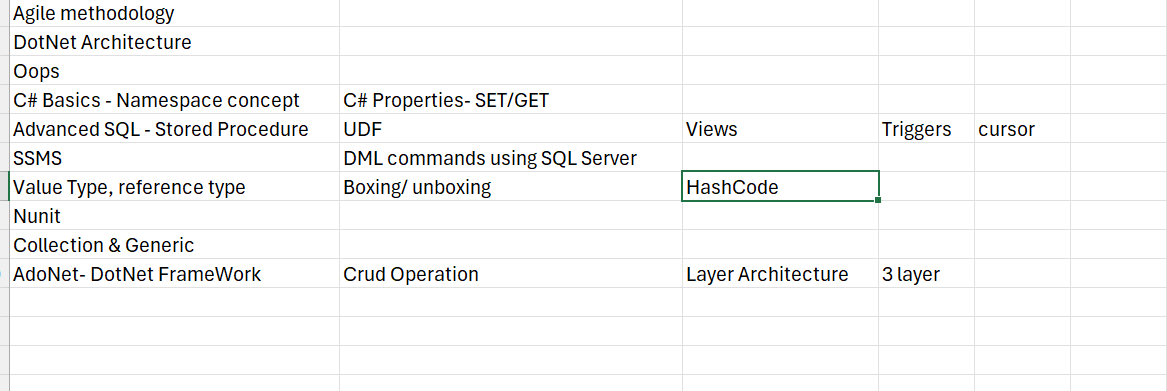 Agile methodology
DotNet Architecture
Oops
C# Basics - Namespace concept C# Properties- SET/GET
Advanced SQL - Stored Procedure UDF Views Triggers cursor
SSMS DML commands using SQL Server
Value Type, reference type Boxing/ unboxing HashCode
Nunit
Collection & Generic
AdoNet- DotNet FrameWork Crud Operation Layer Architecture 3 layer